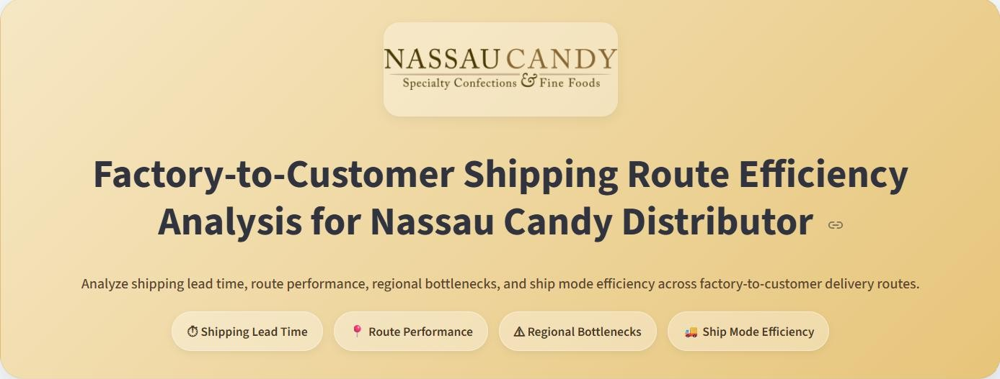 NASSAU CANDY
Specialty Confections & Fine Foods
Factory-to-Customer Shipping Route Efficiency
Analysis for Nassau Candy Distributor
Analyze shipping lead time, route performance, regional bottlenecks, and ship mode efficiency across factory-to-customer delivery routes.
⏱ Shipping Lead Time
📍 Route Performance
⚠ Regional Bottlenecks
🚚 Ship Mode Efficiency